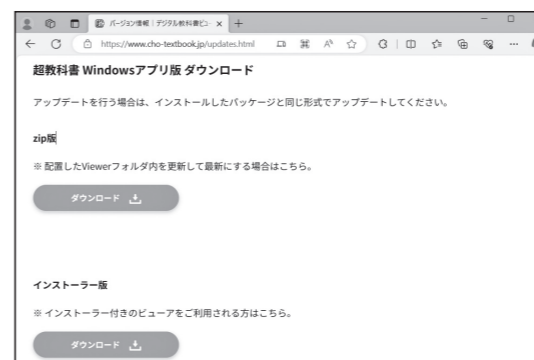 バージョン情報 | デジタル教科書ビュー
https://www.cho-textbook.jp/updates.html
超教科書 Windowsアプリ版 ダウンロード
アップデートを行う場合は、インストールしたパッケージと同じ形式でアップデートしてください。
zip版
※ 配置したViewerフォルダ内を更新して最新にする場合はこちら。
ダウンロード
インストーラー版
※ インストーラー付きのビューアをご利用される方はこちら。
ダウンロード